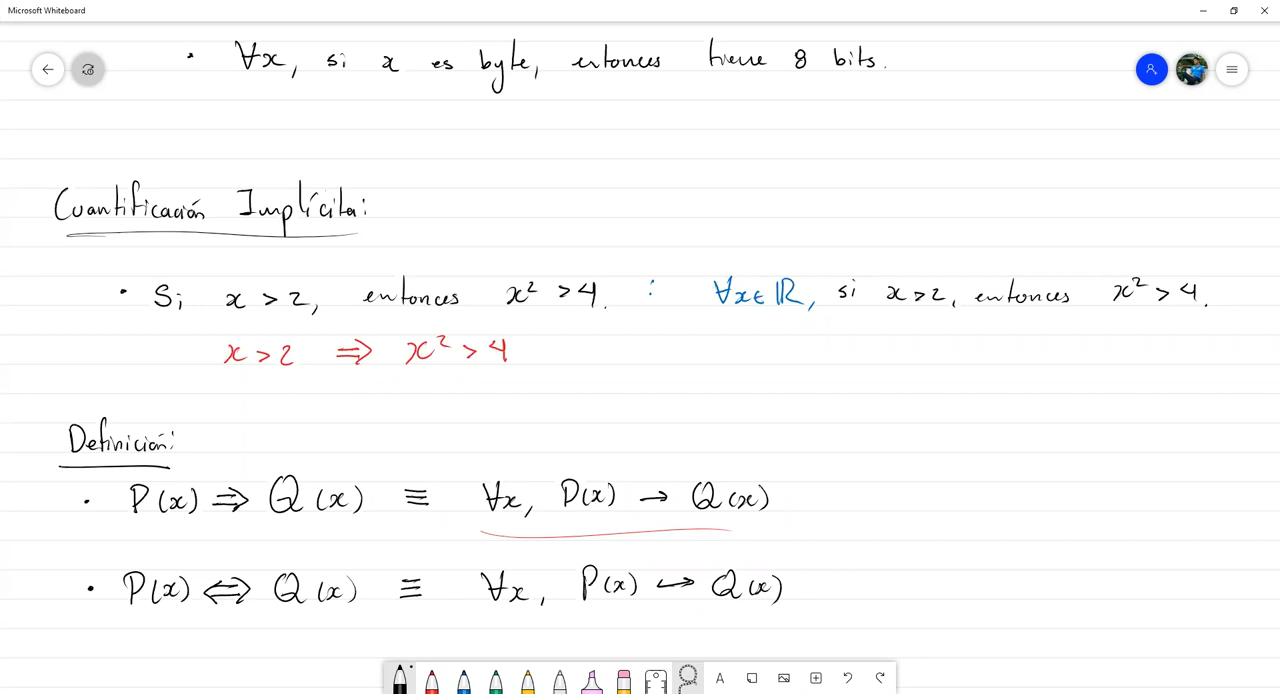 Microsoft Whiteboard
• ∀x, si x es byte, entonces tiene 8 bits.
Cuantificación Implícita:
• Si x > 2, entonces x² > 4. : ∀x ∈ ℝ, si x > 2, entonces x² > 4.
x > 2 ⇒ x² > 4
Definición:
• P(x) ⇒ Q(x) ≡ ∀x, P(x) → Q(x)
• P(x) ⇔ Q(x) ≡ ∀x, P(x) ↔ Q(x)